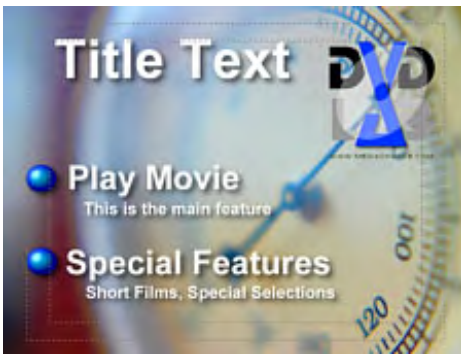 Title Text
DVD
Play Movie
This is the main feature
Special Features
Short Films, Special Selections
100
120